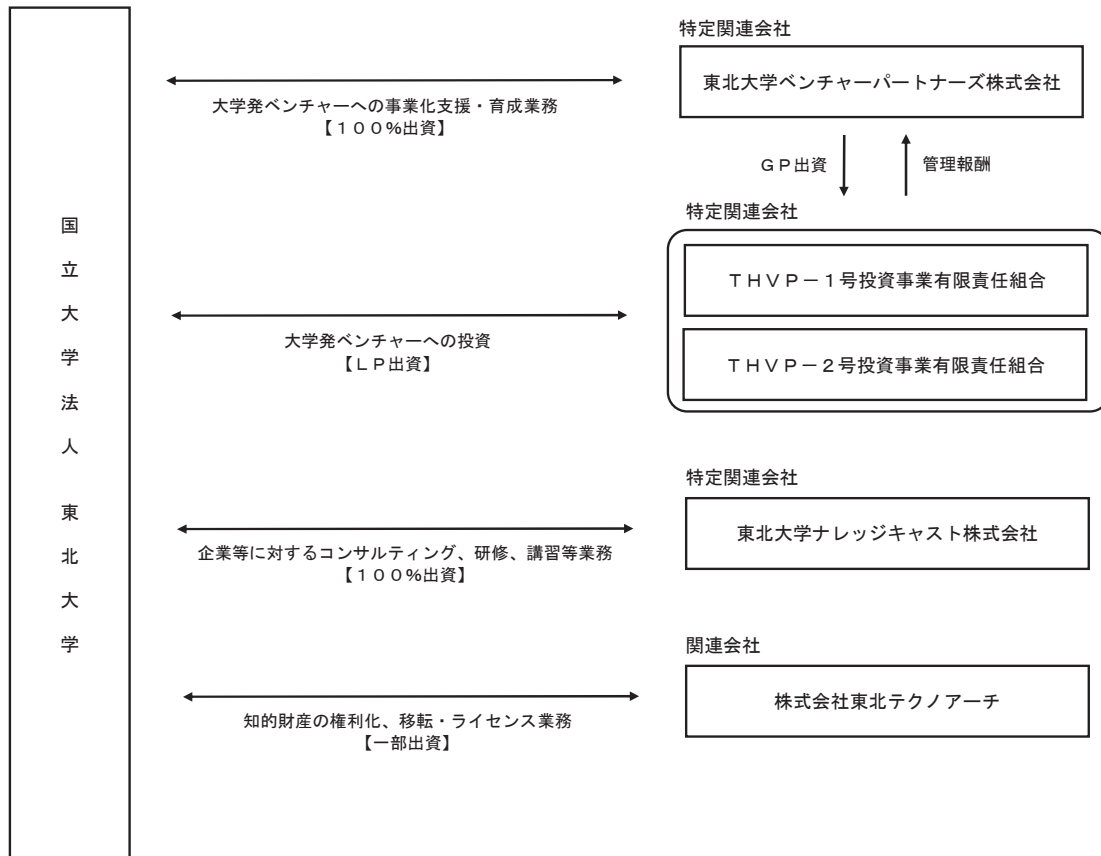 国立大学法人 東北大学
特定関連会社
東北大学ベンチャーパートナーズ株式会社
大学発ベンチャーへの事業化支援・育成業務
【１００％出資】
ＧＰ出資
管理報酬
特定関連会社
ＴＨＶＰ－１号投資事業有限責任組合
ＴＨＶＰ－２号投資事業有限責任組合
大学発ベンチャーへの投資
【ＬＰ出資】
特定関連会社
東北大学ナレッジキャスト株式会社
企業等に対するコンサルティング、研修、講習等業務
【１００％出資】
関連会社
株式会社東北テクノアーチ
知的財産の権利化、移転・ライセンス業務
【一部出資】